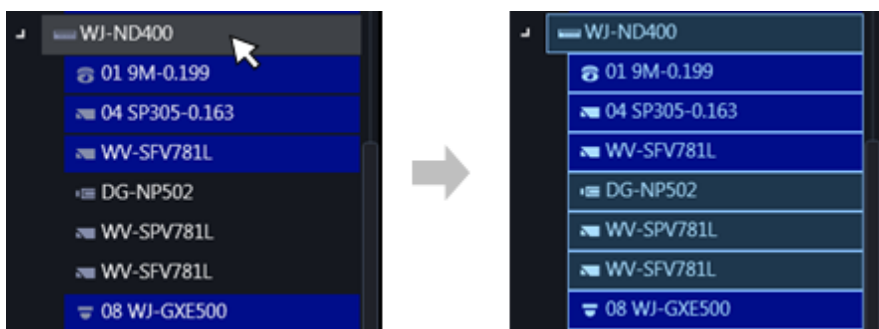 WJ-ND400
01 9M-0.199
04 SP305-0.163
WV-SFV781L
DG-NP502
WV-SPV781L
WV-SFV781L
08 WJ-GXE500
WJ-ND400
01 9M-0.199
04 SP305-0.163
WV-SFV781L
DG-NP502
WV-SPV781L
WV-SFV781L
08 WJ-GXE500